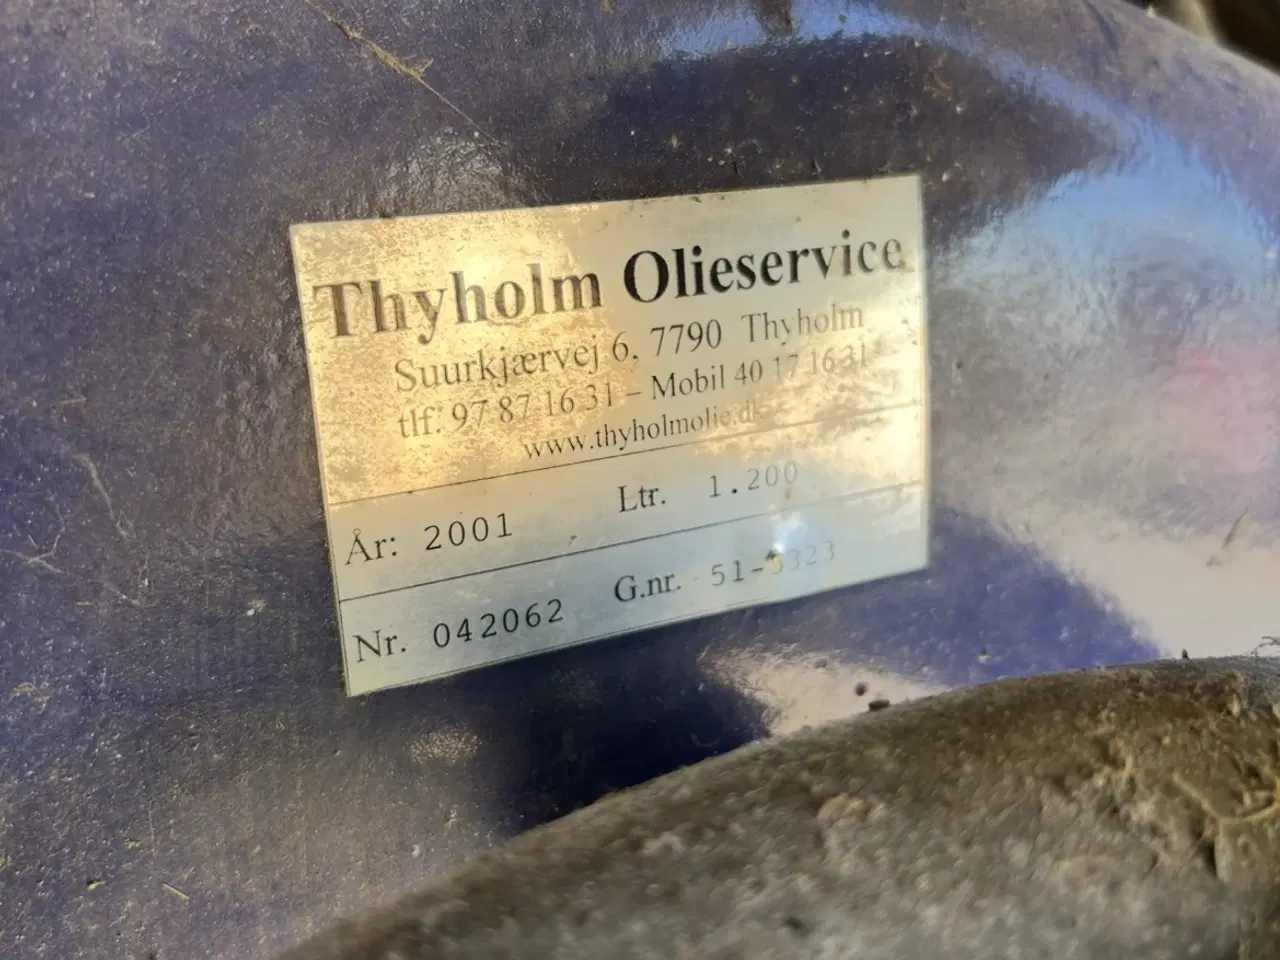 Thyholm Olieservice
Suurkjærvej 6, 7790 Thyholm
tlf: 97 87 16 31 – Mobil 40 17 16 31
www.thyholmolie.dk
År: 2001 Ltr. 1.200
Nr. 042062 G.nr.